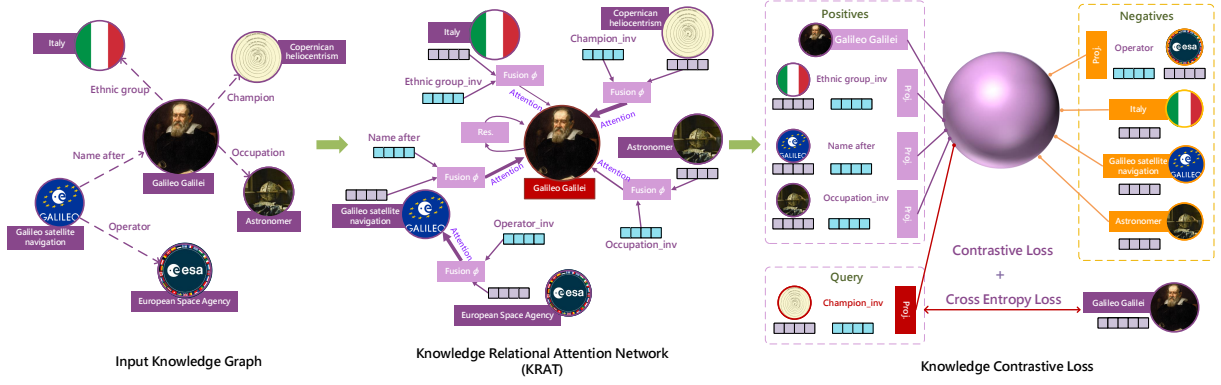 Italy
Copernican
heliocentrism
Ethnic group
Champion
Name after
Galileo Galilei
Occupation
GALILEO
Galileo satellite
navigation
Operator
Astronomer
esa
European Space Agency
Input Knowledge Graph
Italy
Copernican
heliocentrism
Champion_inv
Ethnic group_inv
Fusion ϕ
Fusion ϕ
Attention
Attention
Res.
Name after
Astronomer
Fusion ϕ
Attention
Attention
Fusion ϕ
Galileo Galilei
Galileo satellite
navigation
GALILEO
Operator_inv
Occupation_inv
Attention
Fusion ϕ
esa
European Space Agency
Knowledge Relational Attention Network
(KRAT)
Positives
Galileo Galilei
Ethnic group_inv
Proj.
GALILEO
Name after
Proj.
Occupation_inv
Proj.
Query
Champion_inv
Proj.
Negatives
Proj.
Operator
esa
Italy
Galileo satellite
navigation
GALILEO
Astronomer
Contrastive Loss
+
Cross Entropy Loss
Galileo Galilei
Knowledge Contrastive Loss